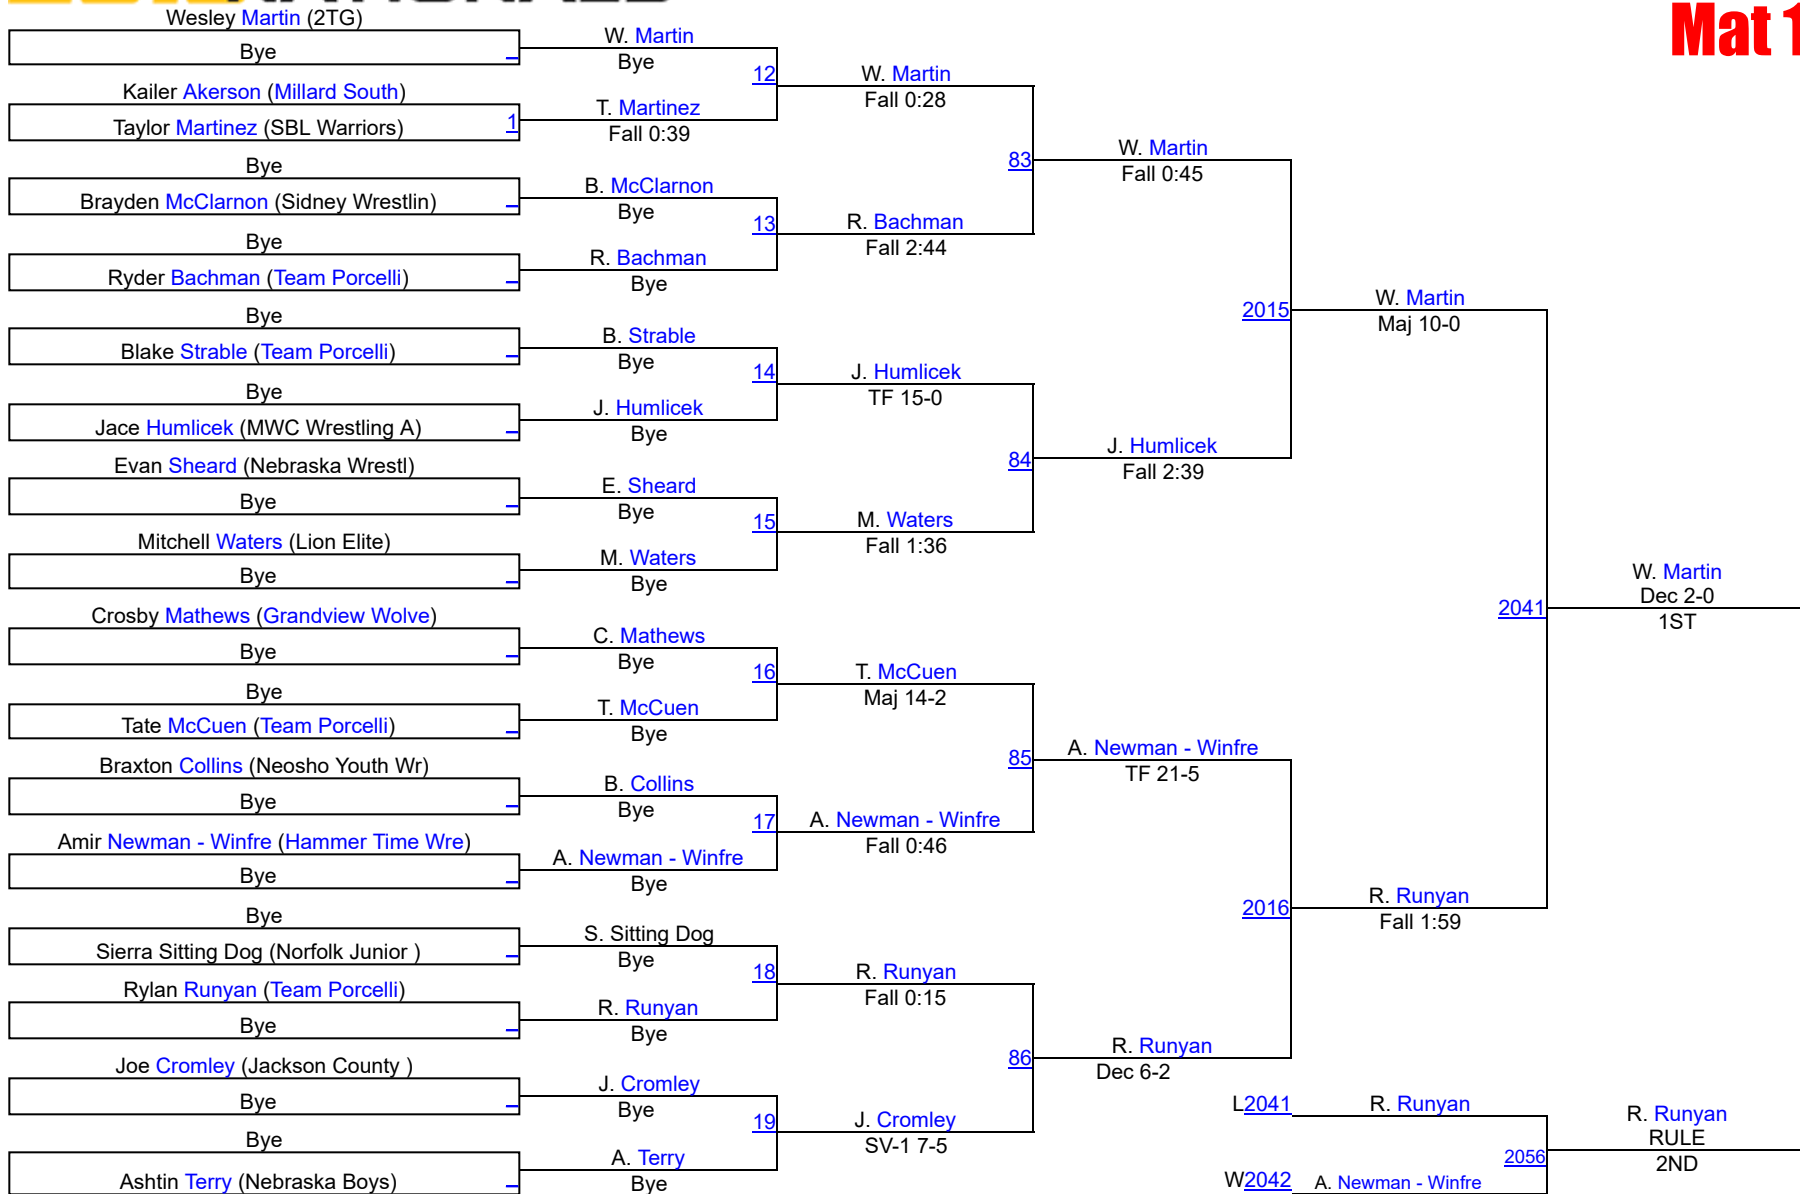 Mat 1
Wesley Martin (2TG)
Bye
Kailer Akerson (Millard South)
Taylor Martinez (SBL Warriors)
1
Bye
Brayden McClarnon (Sidney Wrestlin)
Bye
Ryder Bachman (Team Porcelli)
Bye
Blake Strable (Team Porcelli)
Bye
Jace Humlicek (MWC Wrestling A)
Evan Sheard (Nebraska Wrestl)
Bye
Mitchell Waters (Lion Elite)
Bye
Crosby Mathews (Grandview Wolve)
Bye
Bye
Tate McCuen (Team Porcelli)
Braxton Collins (Neosho Youth Wr)
Bye
Amir Newman - Winfre (Hammer Time Wre)
Bye
Bye
Sierra Sitting Dog (Norfolk Junior )
Rylan Runyan (Team Porcelli)
Bye
Joe Cromley (Jackson County )
Bye
Bye
Ashtin Terry (Nebraska Boys)
W. Martin
Bye
12
T. Martinez
Fall 0:39
B. McClarnon
Bye
13
R. Bachman
Bye
B. Strable
Bye
14
J. Humlicek
Bye
E. Sheard
Bye
15
M. Waters
Bye
C. Mathews
Bye
16
T. McCuen
Bye
B. Collins
Bye
17
A. Newman - Winfre
Bye
S. Sitting Dog
Bye
18
R. Runyan
Bye
J. Cromley
Bye
19
A. Terry
Bye
W. Martin
Fall 0:28
83
R. Bachman
Fall 2:44
J. Humlicek
TF 15-0
84
M. Waters
Fall 1:36
T. McCuen
Maj 14-2
85
A. Newman - Winfre
Fall 0:46
R. Runyan
Fall 0:15
86
J. Cromley
SV-1 7-5
W. Martin
Fall 0:45
2015
J. Humlicek
Fall 2:39
A. Newman - Winfre
TF 21-5
2016
R. Runyan
Dec 6-2
W. Martin
Maj 10-0
2041
R. Runyan
Fall 1:59
W. Martin
Dec 2-0
1ST
L2041
R. Runyan
2056
W2042
A. Newman - Winfre
R. Runyan
RULE
2ND